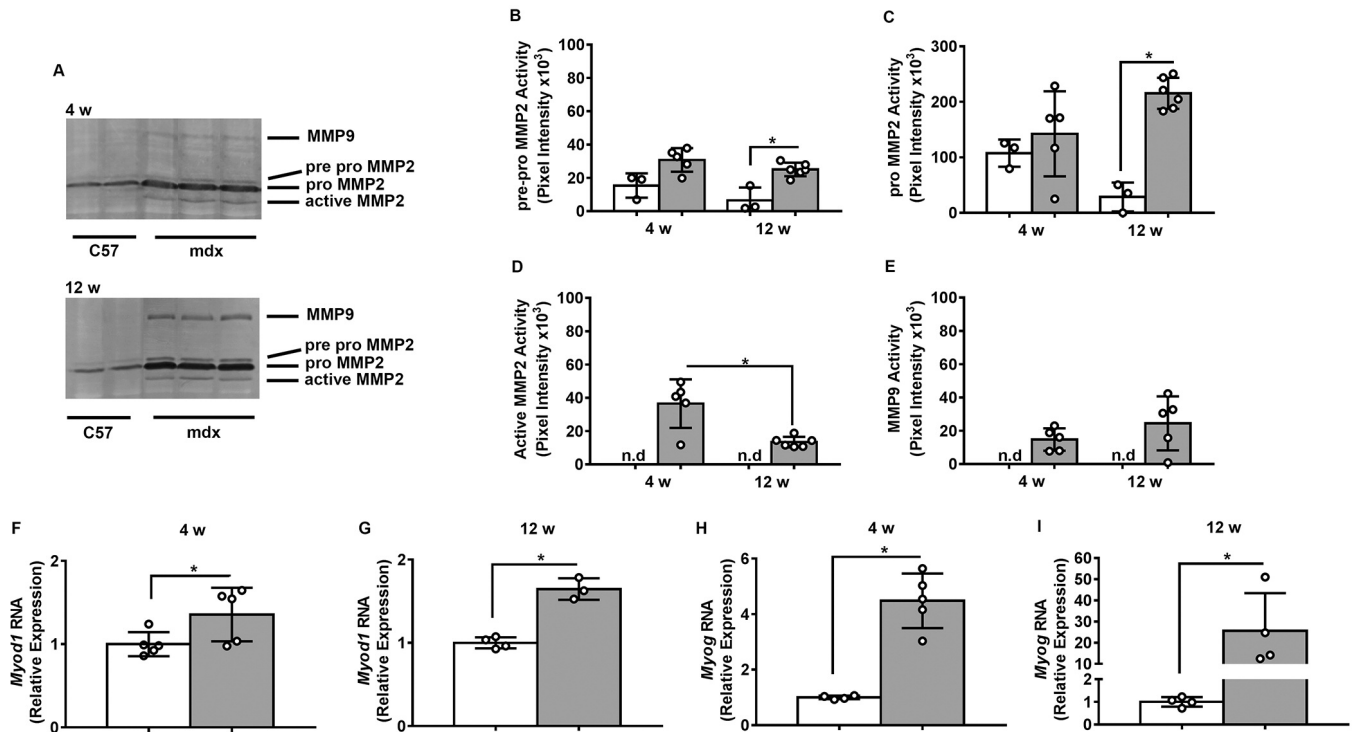 A
4 w
MMP9
pre pro MMP2
pro MMP2
active MMP2
C57 mdx
12 w
MMP9
pre pro MMP2
pro MMP2
active MMP2
C57 mdx
B
pre-pro MMP2 Activity
(Pixel Intensity x10³)
100
80
60
40
20
0
*
4 w 12 w
C
pro MMP2 Activity
(Pixel Intensity x10³)
300
200
100
0
*
4 w 12 w
D
Active MMP2 Activity
(Pixel Intensity x10³)
100
80
60
40
20
0
*
n.d n.d
4 w 12 w
E
MMP9 Activity
(Pixel Intensity x10³)
100
80
60
40
20
0
n.d n.d
4 w 12 w
F
4 w
Myod1 RNA
(Relative Expression)
2
1
0
*
G
12 w
Myod1 RNA
(Relative Expression)
2
1
0
*
H
4 w
Myog RNA
(Relative Expression)
6
4
2
0
*
I
12 w
Myog RNA
(Relative Expression)
60
50
40
30
20
10
2
1
0
*